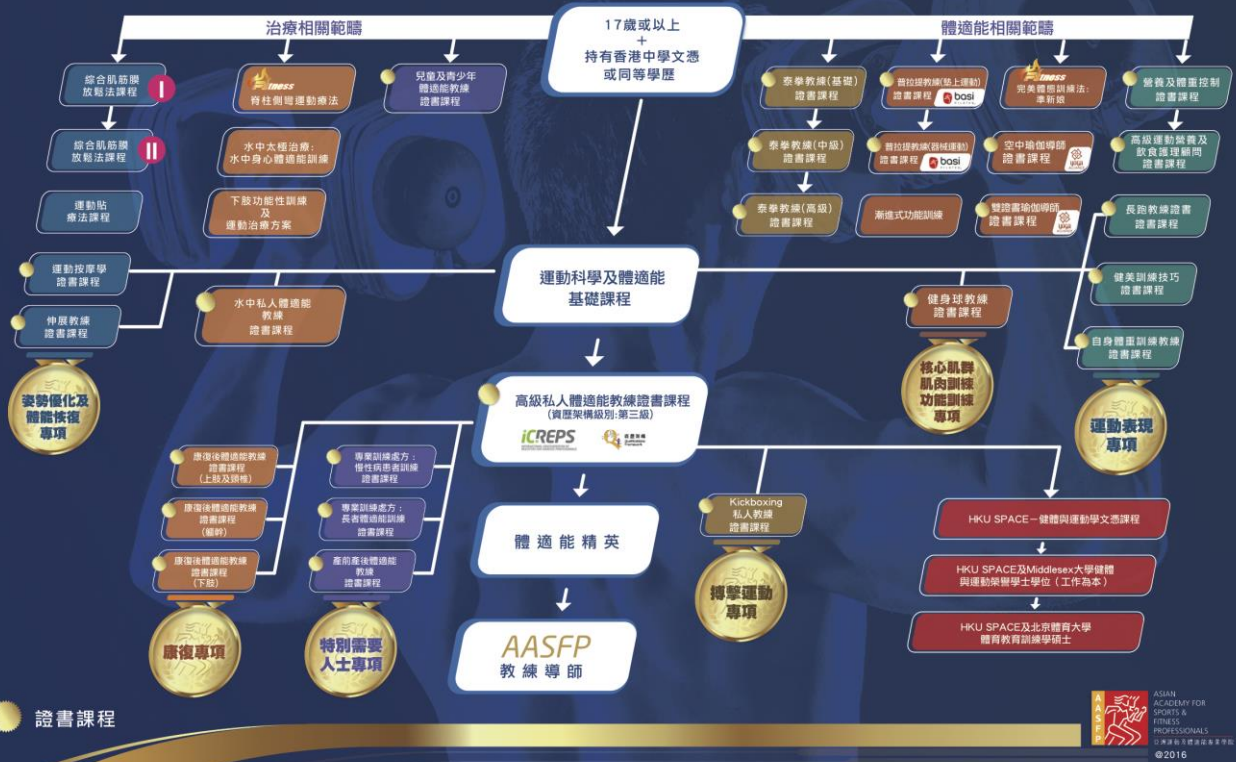 治療相關範疇
17歲或以上
+
持有香港中學文憑
或同等學歷
體適能相關範疇
綜合肌筋膜
放鬆法課程
I
Fitness
脊柱側彎運動療法
兒童及青少年
體適能教練
證書課程
泰拳教練(基礎)
證書課程
普拉提教練(墊上運動)
證書課程
basi
Fitness
完美體態訓練法:
準新娘
營養及體重控制
證書課程
綜合肌筋膜
放鬆法課程
II
水中太極治療:
水中身心體適能訓練
泰拳教練(中級)
證書課程
普拉提教練(器械運動)
證書課程
basi
空中瑜伽導師
證書課程
高級運動營養及
飲食護理顧問
證書課程
運動貼
療法課程
下肢功能性訓練
及
運動治療方案
泰拳教練(高級)
證書課程
漸進式功能訓練
雙證書瑜伽導師
證書課程
長跑教練證書
證書課程
運動按摩學
證書課程
水中私人體適能
教練
證書課程
運動科學及體適能
基礎課程
健身球教練
證書課程
健美訓練技巧
證書課程
伸展教練
證書課程
自身體重訓練教練
證書課程
姿勢優化及
體能恢復
專項
核心肌群
肌肉訓練
功能訓練
專項
運動表現
專項
高級私人體適能教練證書課程
(資歷架構級別:第三級)
iCREPS
資歷架構
Qualifications
Framework
康復後體適能教練
證書課程
(上肢及頸椎)
專業訓練處方:
慢性病患者訓練
證書課程
康復後體適能教練
證書課程
(軀幹)
專業訓練處方:
長者體適能訓練
證書課程
康復後體適能教練
證書課程
(下肢)
產前產後體適能
教練
證書課程
體適能精英
Kickboxing
私人教練
證書課程
HKU SPACE－健體與運動學文憑課程
HKU SPACE及Middlesex大學健體
與運動榮譽學士學位（工作為本）
HKU SPACE及北京體育大學
體育教育訓練學碩士
康復專項
特別需要
人士專項
搏擊運動
專項
AASFP
教練導師
證書課程
AASFP
ASIAN
ACADEMY FOR
SPORTS &
FITNESS
PROFESSIONALS
亞洲運動及體適能專業學院
@2016